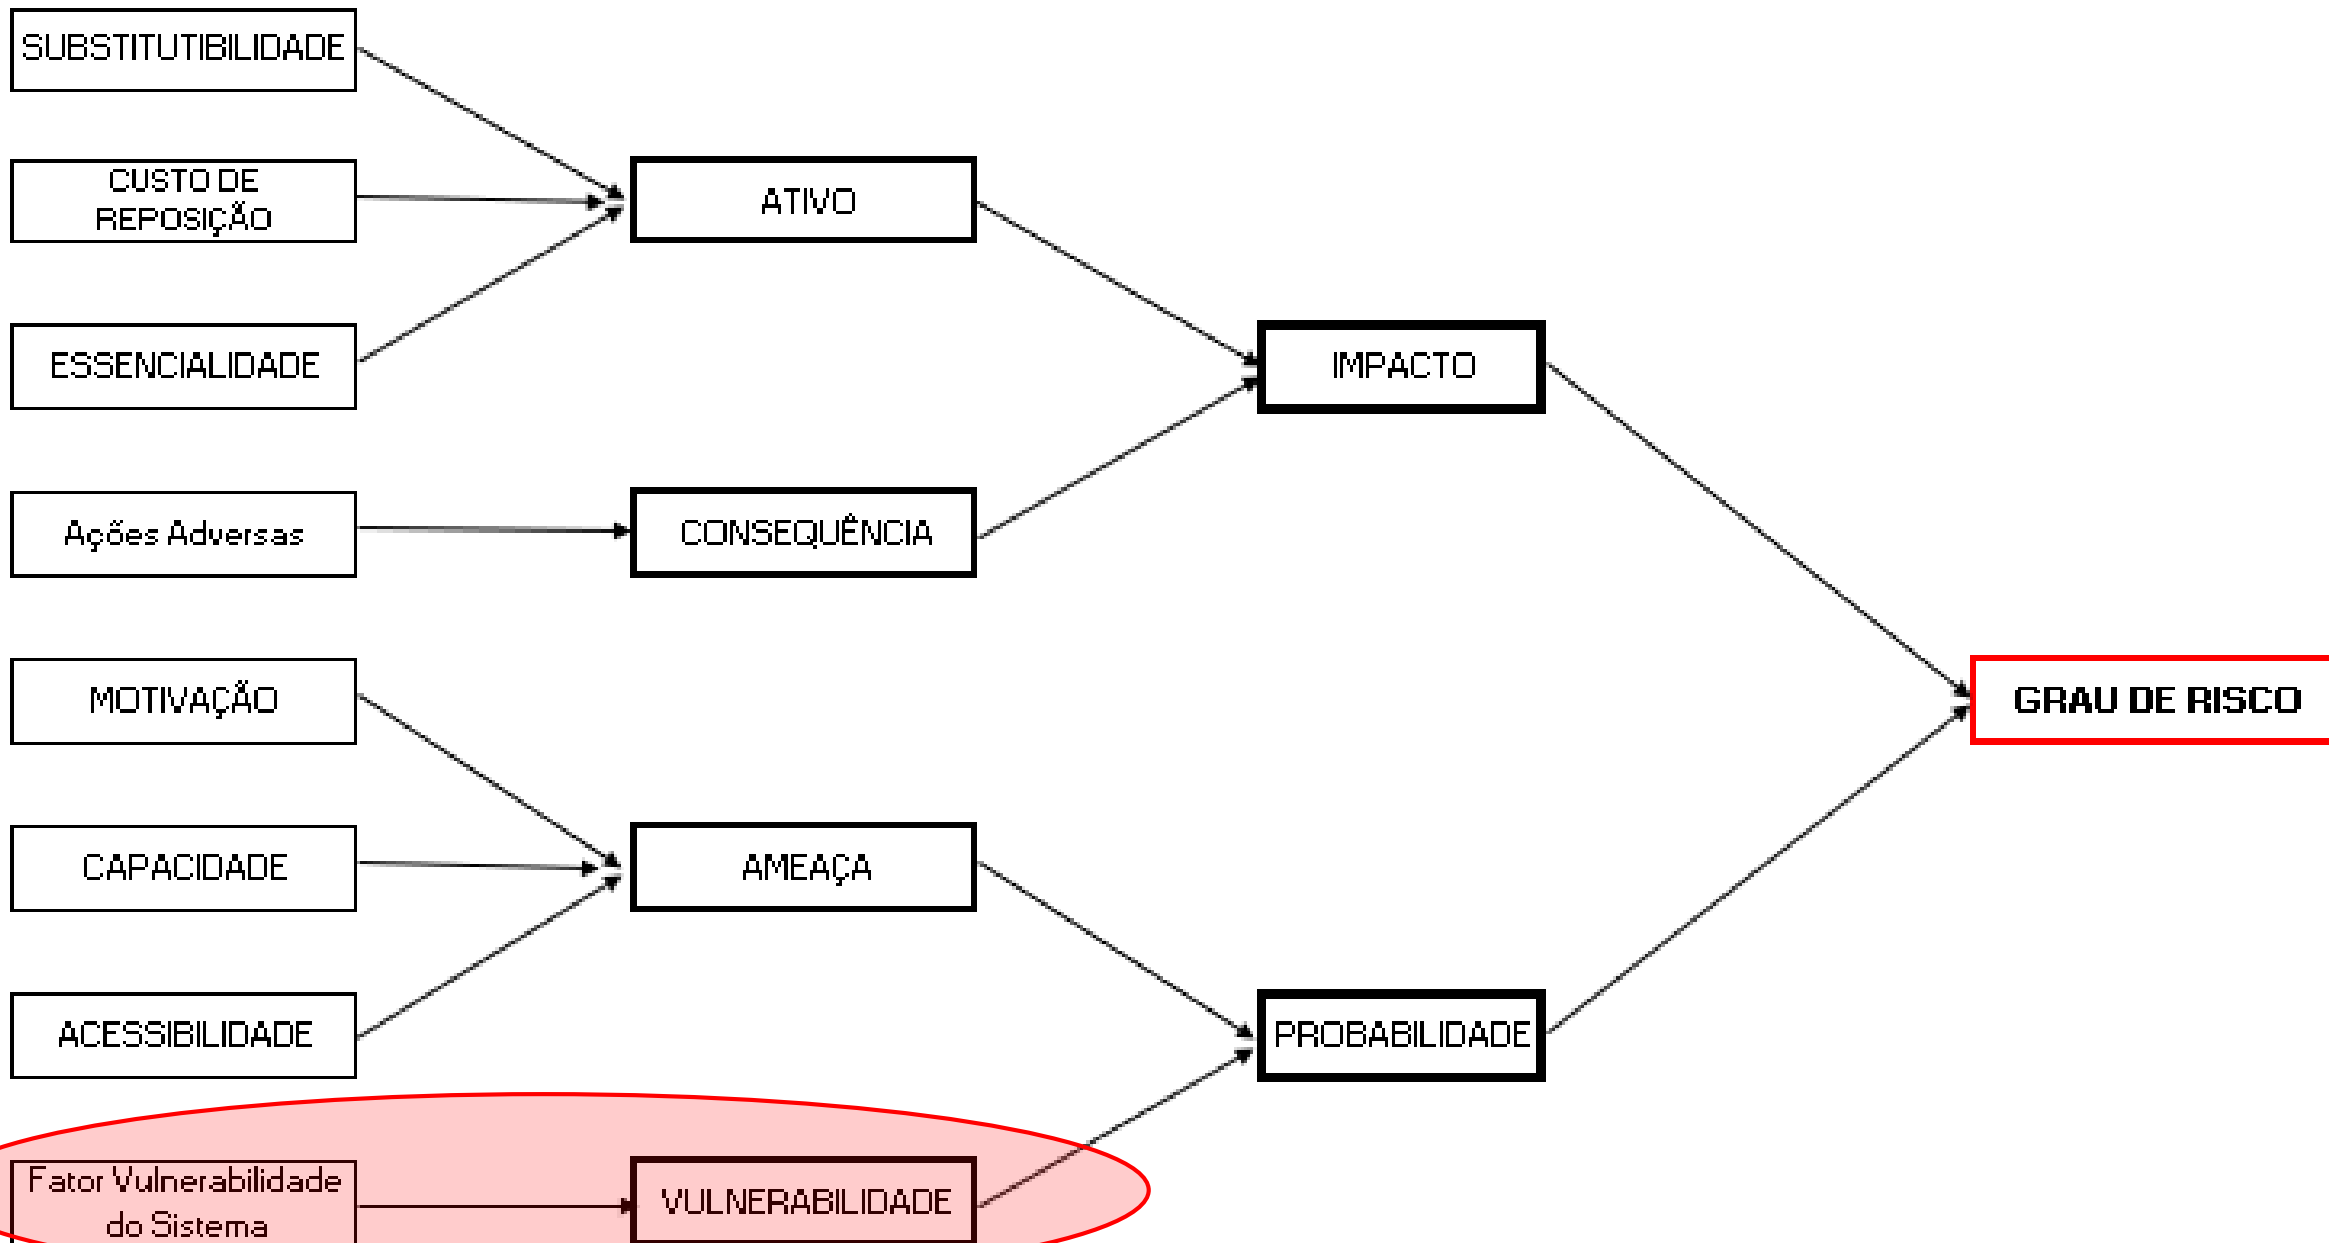 SUBSTITUTIBILIDADE
CUSTO DE
REPOSIÇÃO
ATIVO
ESSENCIALIDADE
IMPACTO
Ações Adversas
CONSEQUÊNCIA
MOTIVAÇÃO
GRAU DE RISCO
CAPACIDADE
AMEAÇA
ACESSIBILIDADE
PROBABILIDADE
Fator Vulnerabilidade
do Sistema
VULNERABILIDADE